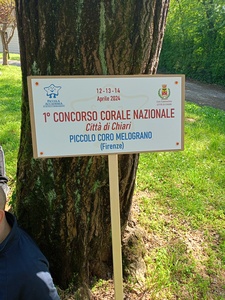 12-13-14
Aprile 2024
1° CONCORSO CORALE NAZIONALE
Città di Chiari
PICCOLO CORO MELOGRANO
(Firenze)